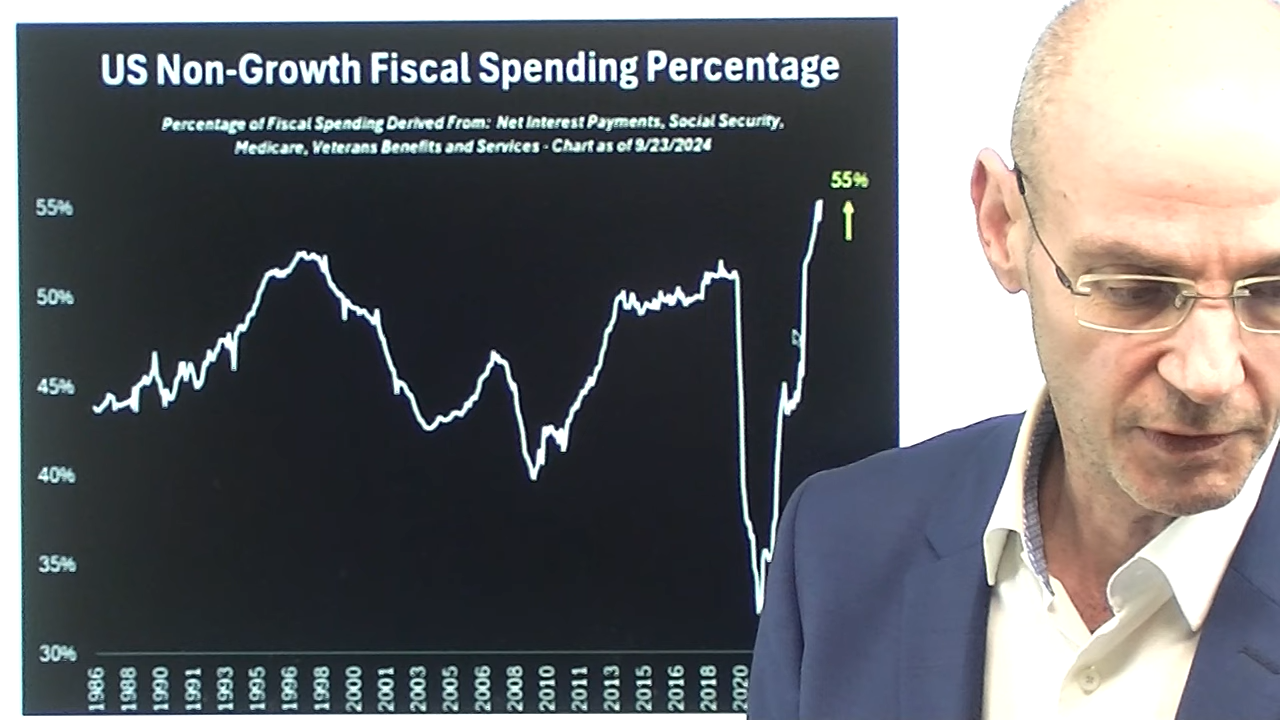 US Non-Growth Fiscal Spending Percentage
Percentage of Fiscal Spending Derived From: Net Interest Payments, Social Security,
Medicare, Veterans Benefits and Services - Chart as of 9/23/2024
55%
55%
50%
45%
40%
35%
30%
1986 1988 1990 1991 1993 1995 1996 1998 2000 2001 2003 2005 2006 2008 2010 2011 2013 2015 2016 2018 2020